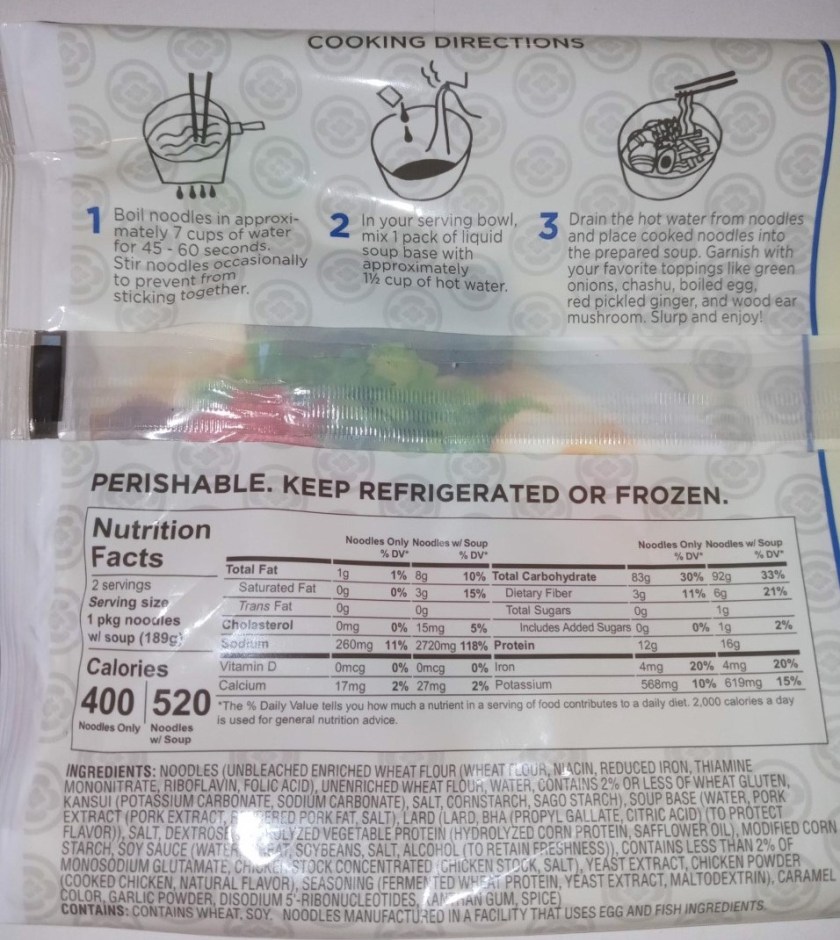 COOKING DIRECTIONS
1 Boil noodles in approxi-
mately 7 cups of water
for 45 - 60 seconds.
Stir noodles occasionally
to prevent from
sticking together.
2 In your serving bowl,
mix 1 pack of liquid
soup base with
approximately
1½ cup of hot water.
3 Drain the hot water from noodles
and place cooked noodles into
the prepared soup. Garnish with
your favorite toppings like green
onions, chashu, boiled egg,
red pickled ginger, and wood ear
mushroom. Slurp and enjoy!
PERISHABLE. KEEP REFRIGERATED OR FROZEN.
Nutrition
Facts
2 servings
Serving size
1 pkg noodles
w/ soup (189g)
Calories
400 520
Noodles Only Noodles
w/ Soup
Noodles Only Noodles w/ Soup
% DV* % DV*
Total Fat 1g 1% 8g 10%
Saturated Fat 0g 0% 3g 15%
Trans Fat 0g 0g
Cholesterol 0mg 0% 15mg 5%
Sodium 260mg 11% 2720mg 118%
Vitamin D 0mcg 0% 0mcg 0%
Calcium 17mg 2% 27mg 2%
Noodles Only Noodles w/ Soup
% DV* % DV*
Total Carbohydrate 83g 30% 92g 33%
Dietary Fiber 3g 11% 6g 21%
Total Sugars 0g 1g
Includes Added Sugars 0g 0% 1g 2%
Protein 12g 16g
Iron 4mg 20% 4mg 20%
Potassium 568mg 10% 619mg 15%
*The % Daily Value tells you how much a nutrient in a serving of food contributes to a daily diet. 2,000 calories a day
is used for general nutrition advice.
INGREDIENTS: NOODLES (UNBLEACHED ENRICHED WHEAT FLOUR (WHEAT FLOUR, NIACIN, REDUCED IRON, THIAMINE
MONONITRATE, RIBOFLAVIN, FOLIC ACID), UNENRICHED WHEAT FLOUR, WATER, CONTAINS 2% OR LESS OF WHEAT GLUTEN,
KANSUI (POTASSIUM CARBONATE, SODIUM CARBONATE), SALT, CORNSTARCH, SAGO STARCH), SOUP BASE (WATER, PORK
EXTRACT (PORK EXTRACT, PORK FAT, SALT), LARD (LARD, BHA (PROPYL GALLATE, CITRIC ACID) (TO PROTECT
FLAVOR)), SALT, DEXTROSE, HYDROLYZED VEGETABLE PROTEIN (HYDROLYZED CORN PROTEIN, SAFFLOWER OIL), MODIFIED CORN
STARCH, SOY SAUCE (WATER, WHEAT, SOYBEANS, SALT, ALCOHOL (TO RETAIN FRESHNESS)), CONTAINS LESS THAN 2% OF
MONOSODIUM GLUTAMATE, CHICKEN STOCK CONCENTRATED (CHICKEN STOCK, SALT), YEAST EXTRACT, CHICKEN POWDER
(COOKED CHICKEN, NATURAL FLAVOR), SEASONING (FERMENTED WHEAT PROTEIN, YEAST EXTRACT, MALTODEXTRIN), CARAMEL
COLOR, GARLIC POWDER, DISODIUM 5'-RIBONUCLEOTIDES, XANTHAN GUM, SPICE)
CONTAINS: CONTAINS WHEAT, SOY. NOODLES MANUFACTURED IN A FACILITY THAT USES EGG AND FISH INGREDIENTS.